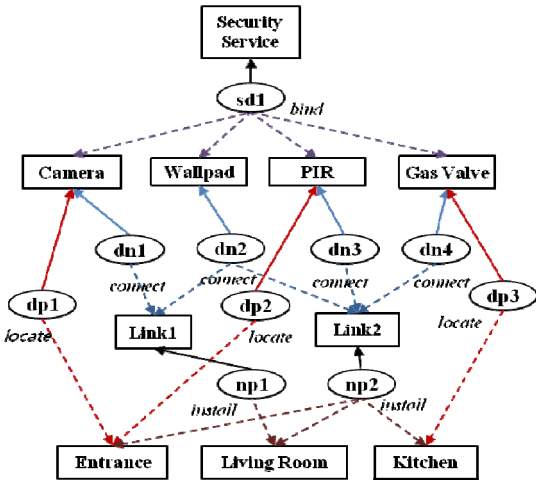 Security
Service
sd1
bind
Camera
Wallpad
PIR
Gas Valve
dn1
dn2
dn3
dn4
connect
connect
connect
connect
dp1
dp2
dp3
locate
locate
locate
Link1
Link2
np1
np2
install
install
Entrance
Living Room
Kitchen